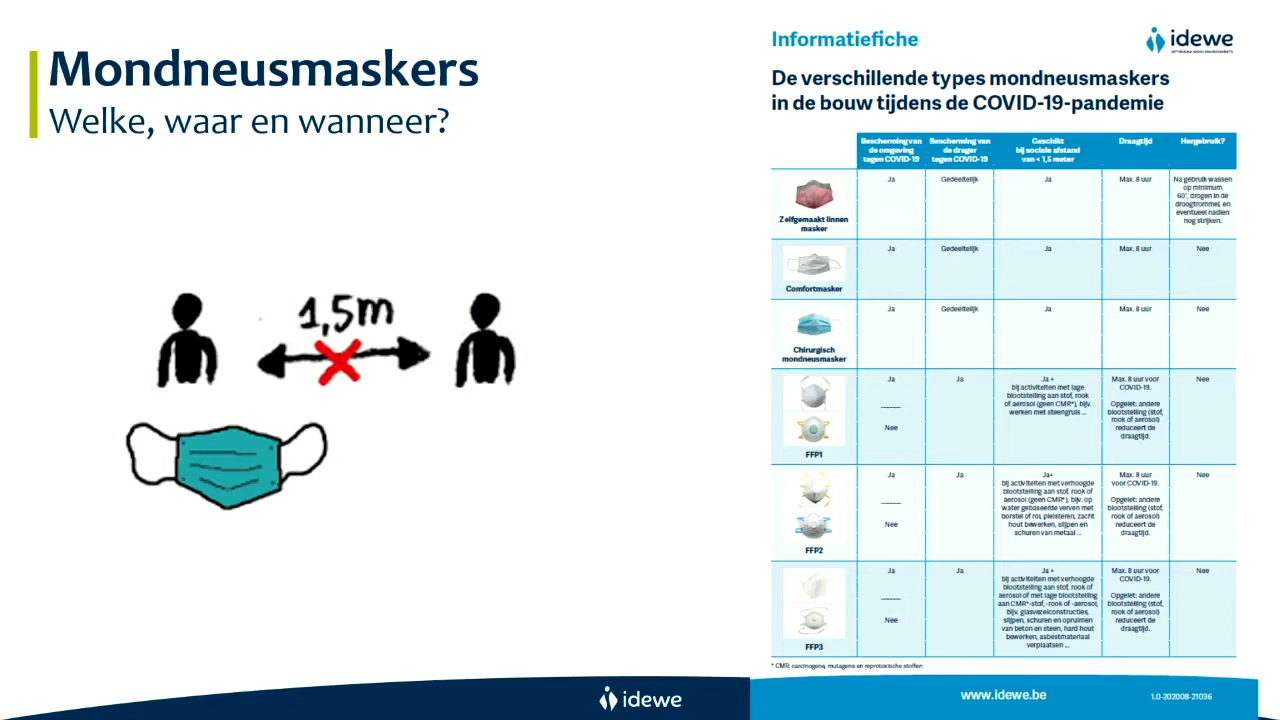 Mondneusmaskers
Welke, waar en wanneer?
1,5m
idewe
Informatiefiche
idewe
De verschillende types mondneusmaskers
in de bouw tijdens de COVID-19-pandemie
Bescherming van
de omgeving
tegen COVID-19
Bescherming van
de drager
tegen COVID-19
Geschikt
bij sociale afstand
van < 1,5 meter
Draagtijd
Hergebruik?
Zelfgemaakt linnen
masker
Ja
Gedeeltelijk
Ja
Max. 8 uur
Na gebruik wassen
op minimum
60°, drogen in de
droogtrommel, en
eventueel nadien
nog strijken.
Comfortmasker
Ja
Gedeeltelijk
Ja
Max. 8 uur
Nee
Chirurgisch
mondneusmasker
Ja
Gedeeltelijk
Ja
Max. 8 uur
Nee
FFP1
Ja
Nee
Ja
Ja +
bij activiteiten met lage
blootstelling aan stof, rook
of aerosol (geen CMR*), bijv.
werken met steengruis ...
Max. 8 uur voor
COVID-19.
Opgelet: andere
blootstelling (stof,
rook of aerosol)
reduceert de
draagtijd.
Nee
FFP2
Ja
Nee
Ja
Ja+
bij activiteiten met verhoogde
blootstelling aan stof, rook of
aerosol (geen CMR*), bijv. op
water gebaseerde verven met
borstel of rol, pleisteren, zacht
hout bewerken, slijpen en
schuren van metaal ...
Max. 8 uur
voor COVID-19.
Opgelet: andere
blootstelling (stof,
rook of aerosol)
reduceert de
draagtijd.
Nee
FFP3
Ja
Nee
Ja
Ja +
bij activiteiten met verhoogde
blootstelling aan stof, rook of
aerosol of met lage blootstelling
aan CMR*-stof, -rook of -aerosol,
bijv. glasvezelconstructies,
slijpen, schuren en opruimen
van beton en steen, hard hout
bewerken, asbestmateriaal
verplaatsen ...
Max. 8 uur voor
COVID-19.
Opgelet: andere
blootstelling (stof,
rook of aerosol)
reduceert de
draagtijd.
Nee
* CMR: carcinogene, mutagene en reprotoxische stoffen
www.idewe.be
1.0-202008-21036